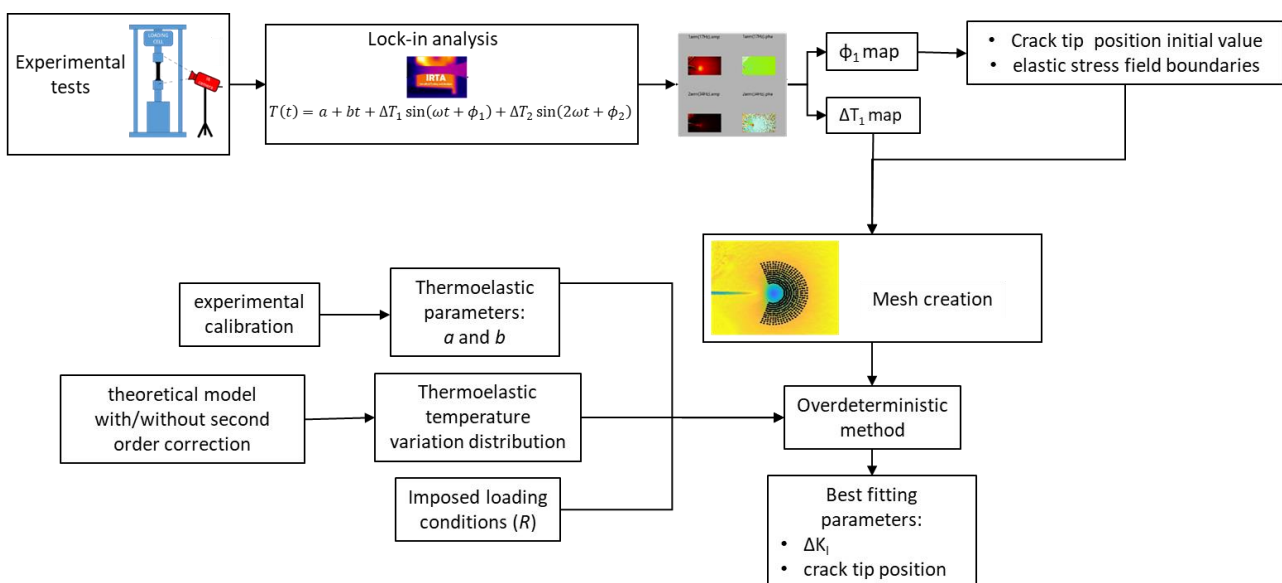 Experimental
tests
LOADING
CELL
Lock-in analysis
IRTA
T(t) = a + bt + ΔT₁ sin(ωt + ϕ₁) + ΔT₂ sin(2ωt + ϕ₂)
ϕ₁ map
ΔT₁ map
• Crack tip position initial value
• elastic stress field boundaries
Mesh creation
experimental
calibration
Thermoelastic
parameters:
a and b
theoretical model
with/without second
order correction
Thermoelastic
temperature
variation distribution
Imposed loading
conditions (R)
Overdeterministic
method
Best fitting
parameters:
• ΔKI
• crack tip position